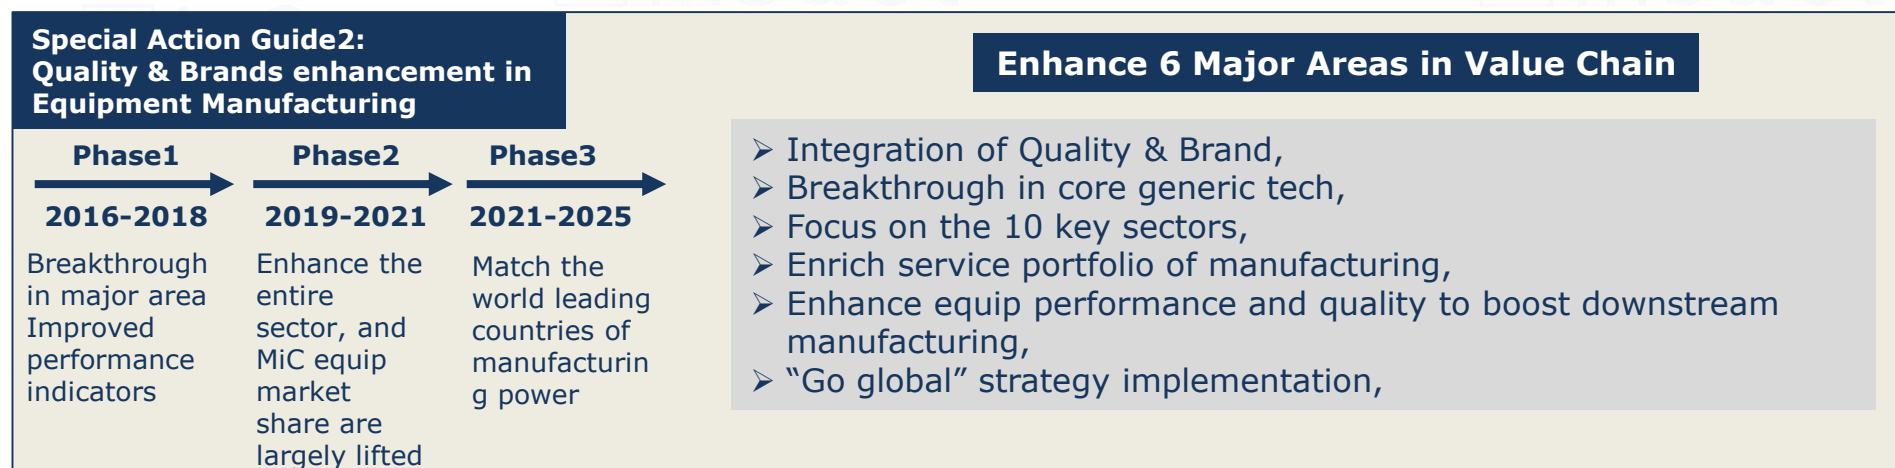 Special Action Guide2:
Quality & Brands enhancement in
Equipment Manufacturing
Phase1
2016-2018
Breakthrough
in major area
Improved
performance
indicators
Phase2
2019-2021
Enhance the
entire
sector, and
MiC equip
market
share are
largely lifted
Phase3
2021-2025
Match the
world leading
countries of
manufacturin
g power
Enhance 6 Major Areas in Value Chain
➢ Integration of Quality & Brand,
➢ Breakthrough in core generic tech,
➢ Focus on the 10 key sectors,
➢ Enrich service portfolio of manufacturing,
➢ Enhance equip performance and quality to boost downstream
manufacturing,
➢ “Go global” strategy implementation,